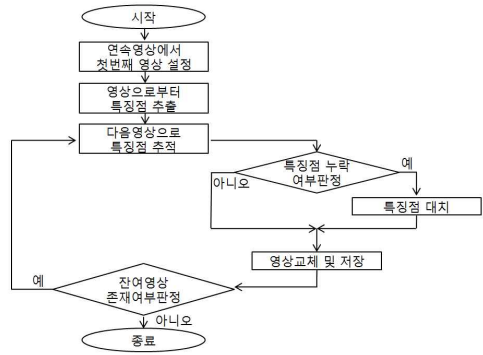 시작
연속영상에서
첫번째 영상 설정
영상으로부터
특징점 추출
다음영상으로
특징점 추적
특징점 누락
여부판정
예
아니오
특징점 대치
영상교체 및 저장
예
잔여영상
존재여부판정
아니오
종료